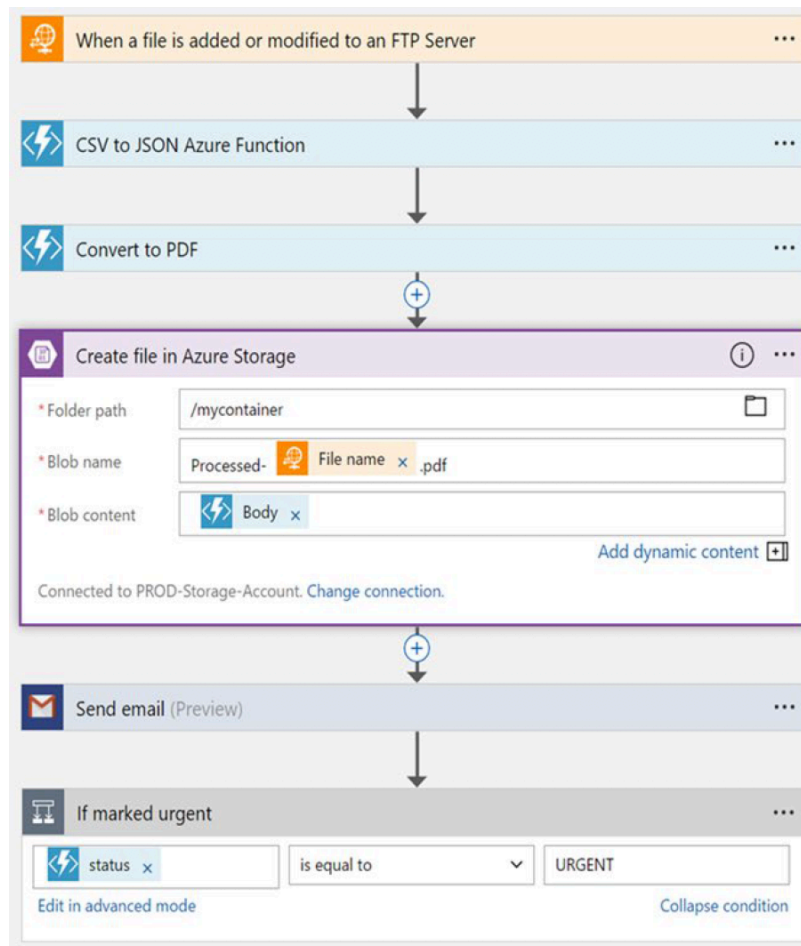 When a file is added or modified to an FTP Server
CSV to JSON Azure Function
Convert to PDF
Create file in Azure Storage
*Folder path /mycontainer
*Blob name Processed- File name × .pdf
*Blob content Body ×
Add dynamic content
Connected to PROD-Storage-Account. Change connection.
Send email (Preview)
If marked urgent
status × is equal to URGENT
Edit in advanced mode Collapse condition